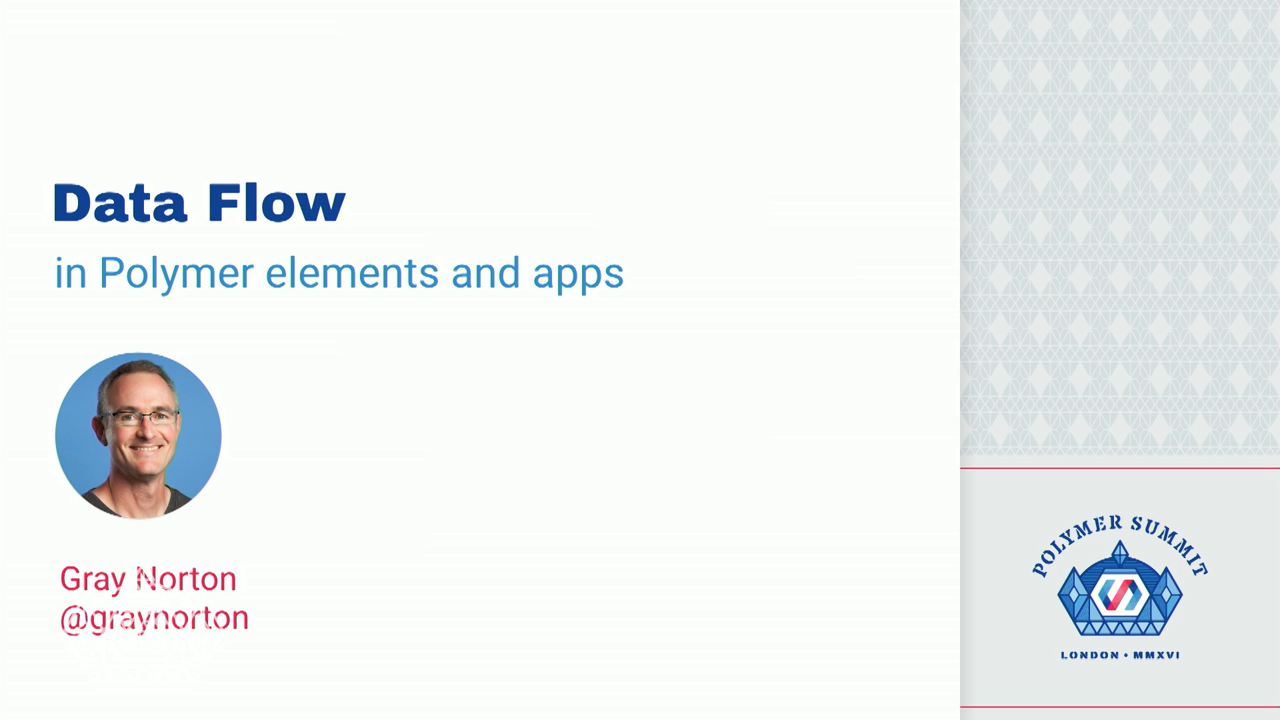 Data Flow
in Polymer elements and apps
Gray Norton
@graynorton
POLYMER SUMMIT
LONDON • MMXVI